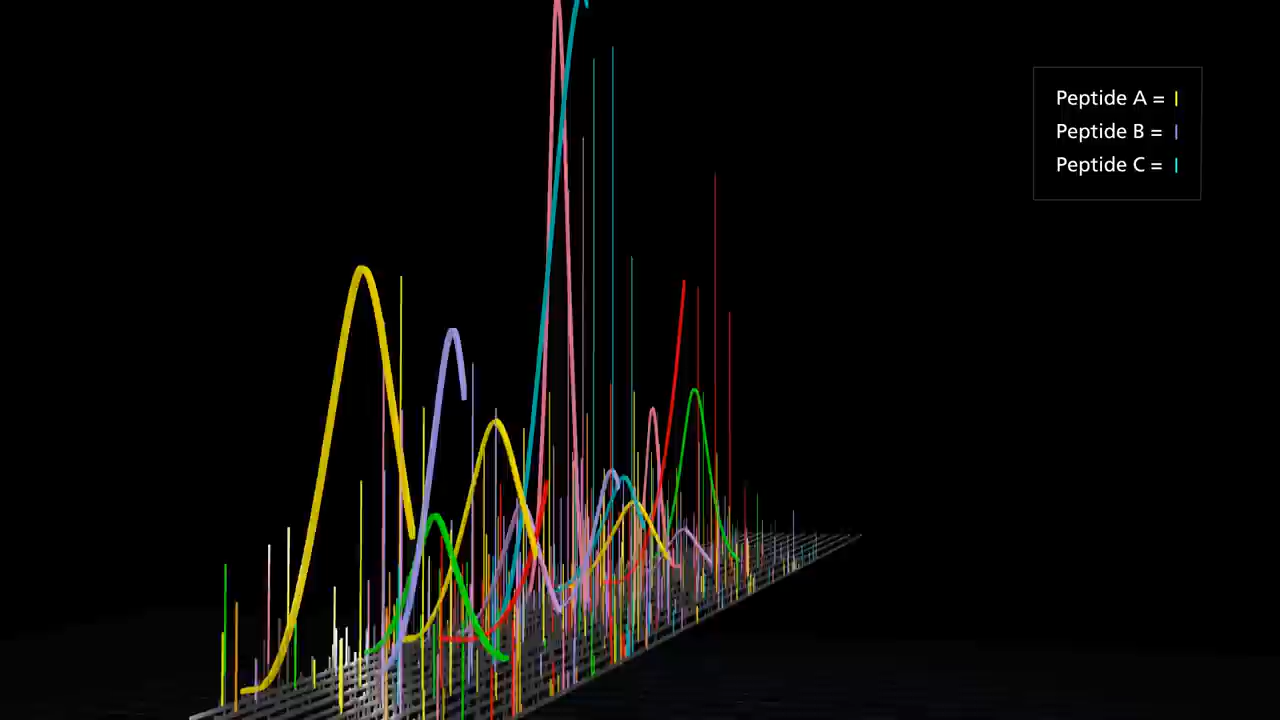 Peptide A =
Peptide B =
Peptide C =